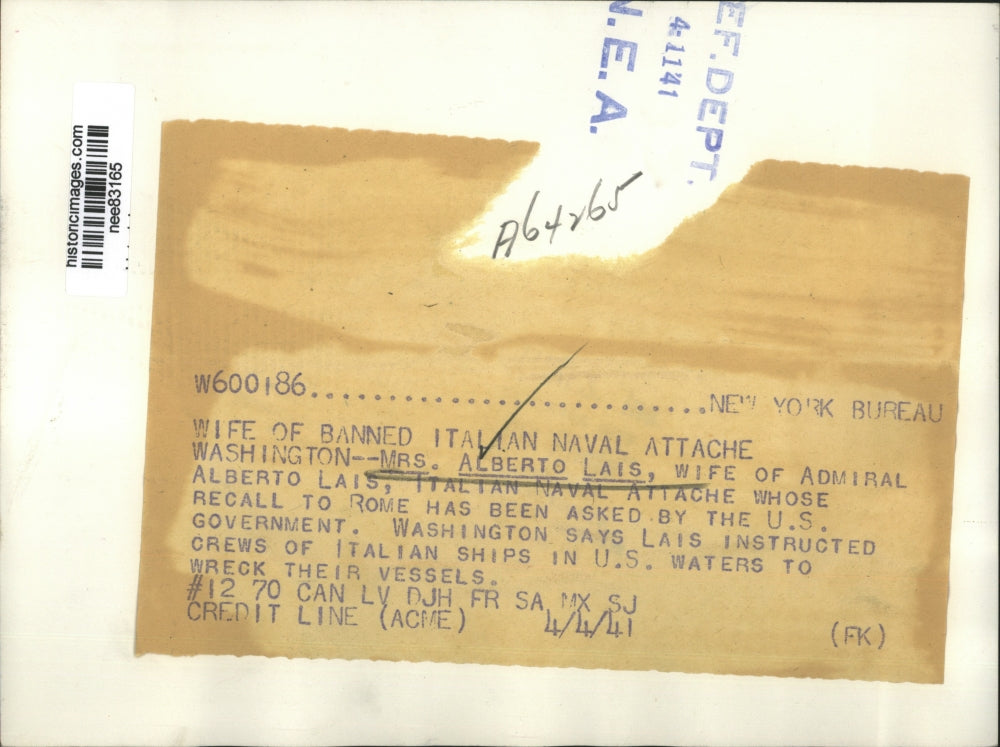 N.E.A.
EF. DEPT.
4-1141
historicimages.com
nee83165
A64265
W600186..........................NEW YORK BUREAU
WIFE OF BANNED ITALIAN NAVAL ATTACHE
WASHINGTON--MRS. ALBERTO LAIS, WIFE OF ADMIRAL
ALBERTO LAIS, ITALIAN NAVAL ATTACHE WHOSE
RECALL TO ROME HAS BEEN ASKED BY THE U.S.
GOVERNMENT. WASHINGTON SAYS LAIS INSTRUCTED
CREWS OF ITALIAN SHIPS IN U.S. WATERS TO
WRECK THEIR VESSELS.
#12 70 CAN LV DJH FR SA MX SJ
CREDIT LINE (ACME) 4/4/41 (FK)